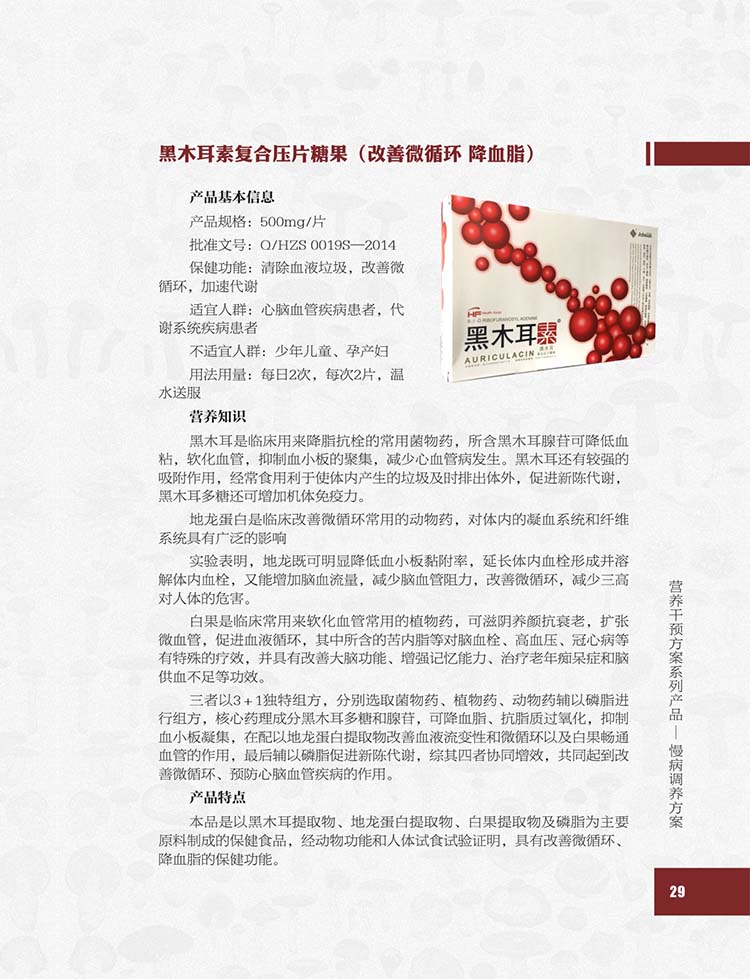 黑木耳素复合压片糖果（改善微循环 降血脂）
产品基本信息
产品规格：500mg/片
批准文号：Q/HZS 0019S—2014
保健功能：清除血液垃圾，改善微
循环，加速代谢
适宜人群：心脑血管疾病患者，代
谢系统疾病患者
不适宜人群：少年儿童、孕产妇
用法用量：每日2次，每次2片，温
水送服
HF
RIBOFURANOSYL ADENINE
黑木耳素
AURICULACIN
营养知识
黑木耳是临床用来降脂抗栓的常用菌物药，所含黑木耳腺苷可降低血
粘，软化血管，抑制血小板的聚集，减少心血管病发生。黑木耳还有较强的
吸附作用，经常食用利于使体内产生的垃圾及时排出体外，促进新陈代谢，
黑木耳多糖还可增加机体免疫力。
地龙蛋白是临床改善微循环常用的动物药，对体内的凝血系统和纤维
系统具有广泛的影响
实验表明，地龙既可明显降低血小板黏附率，延长体内血栓形成并溶
解体内血栓，又能增加脑血流量，减少脑血管阻力，改善微循环，减少三高
对人体的危害。
白果是临床常用来软化血管常用的植物药，可滋阴养颜抗衰老，扩张
微血管，促进血液循环，其中所含的苦内脂等对脑血栓、高血压、冠心病等
有特殊的疗效，并具有改善大脑功能、增强记忆能力、治疗老年痴呆症和脑
供血不足等功效。
三者以3+1独特组方，分别选取菌物药、植物药、动物药辅以磷脂进
行组方，核心药理成分黑木耳多糖和腺苷，可降血脂、抗脂质过氧化，抑制
血小板凝集，在配以地龙蛋白提取物改善血液流变性和微循环以及白果畅通
血管的作用，最后辅以磷脂促进新陈代谢，综其四者协同增效，共同起到改
善微循环、预防心脑血管疾病的作用。
产品特点
本品是以黑木耳提取物、地龙蛋白提取物、白果提取物及磷脂为主要
原料制成的保健食品，经动物功能和人体试食试验证明，具有改善微循环、
降血脂的保健功能。
营养干预方案系列产品—慢病调养方案
29